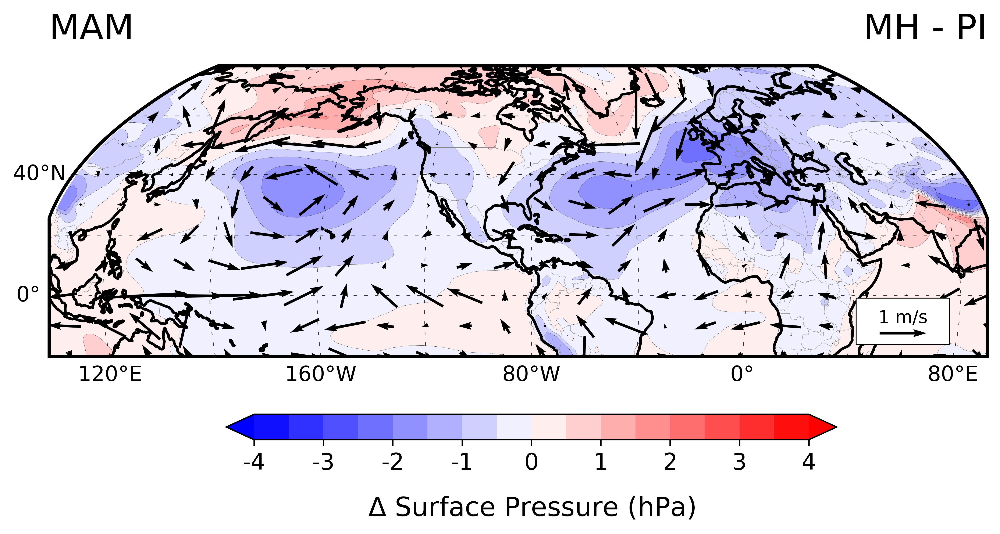 MAM
MH - PI
40°N
0°
1 m/s
120°E
160°W
80°W
0°
80°E
-4
-3
-2
-1
0
1
2
3
4
Δ Surface Pressure (hPa)